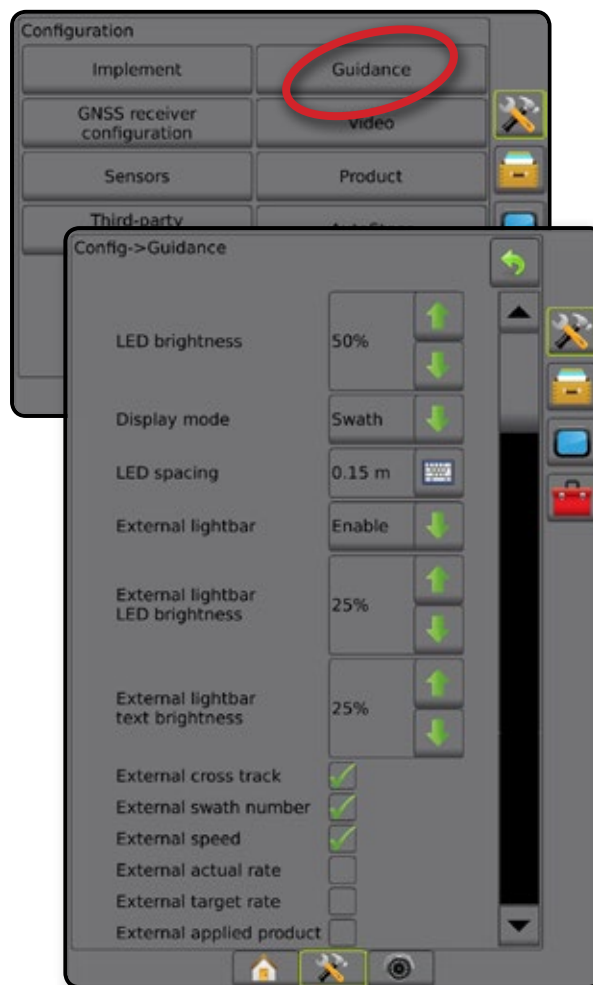 Configuration
Implement
Guidance
GNSS receiver
configuration
Video
Sensors
Product
Third-party
Config->Guidance
LED brightness
50%
Display mode
Swath
LED spacing
0.15 m
External lightbar
Enable
External lightbar
LED brightness
25%
External lightbar
text brightness
25%
External cross track
External swath number
External speed
External actual rate
External target rate
External applied product